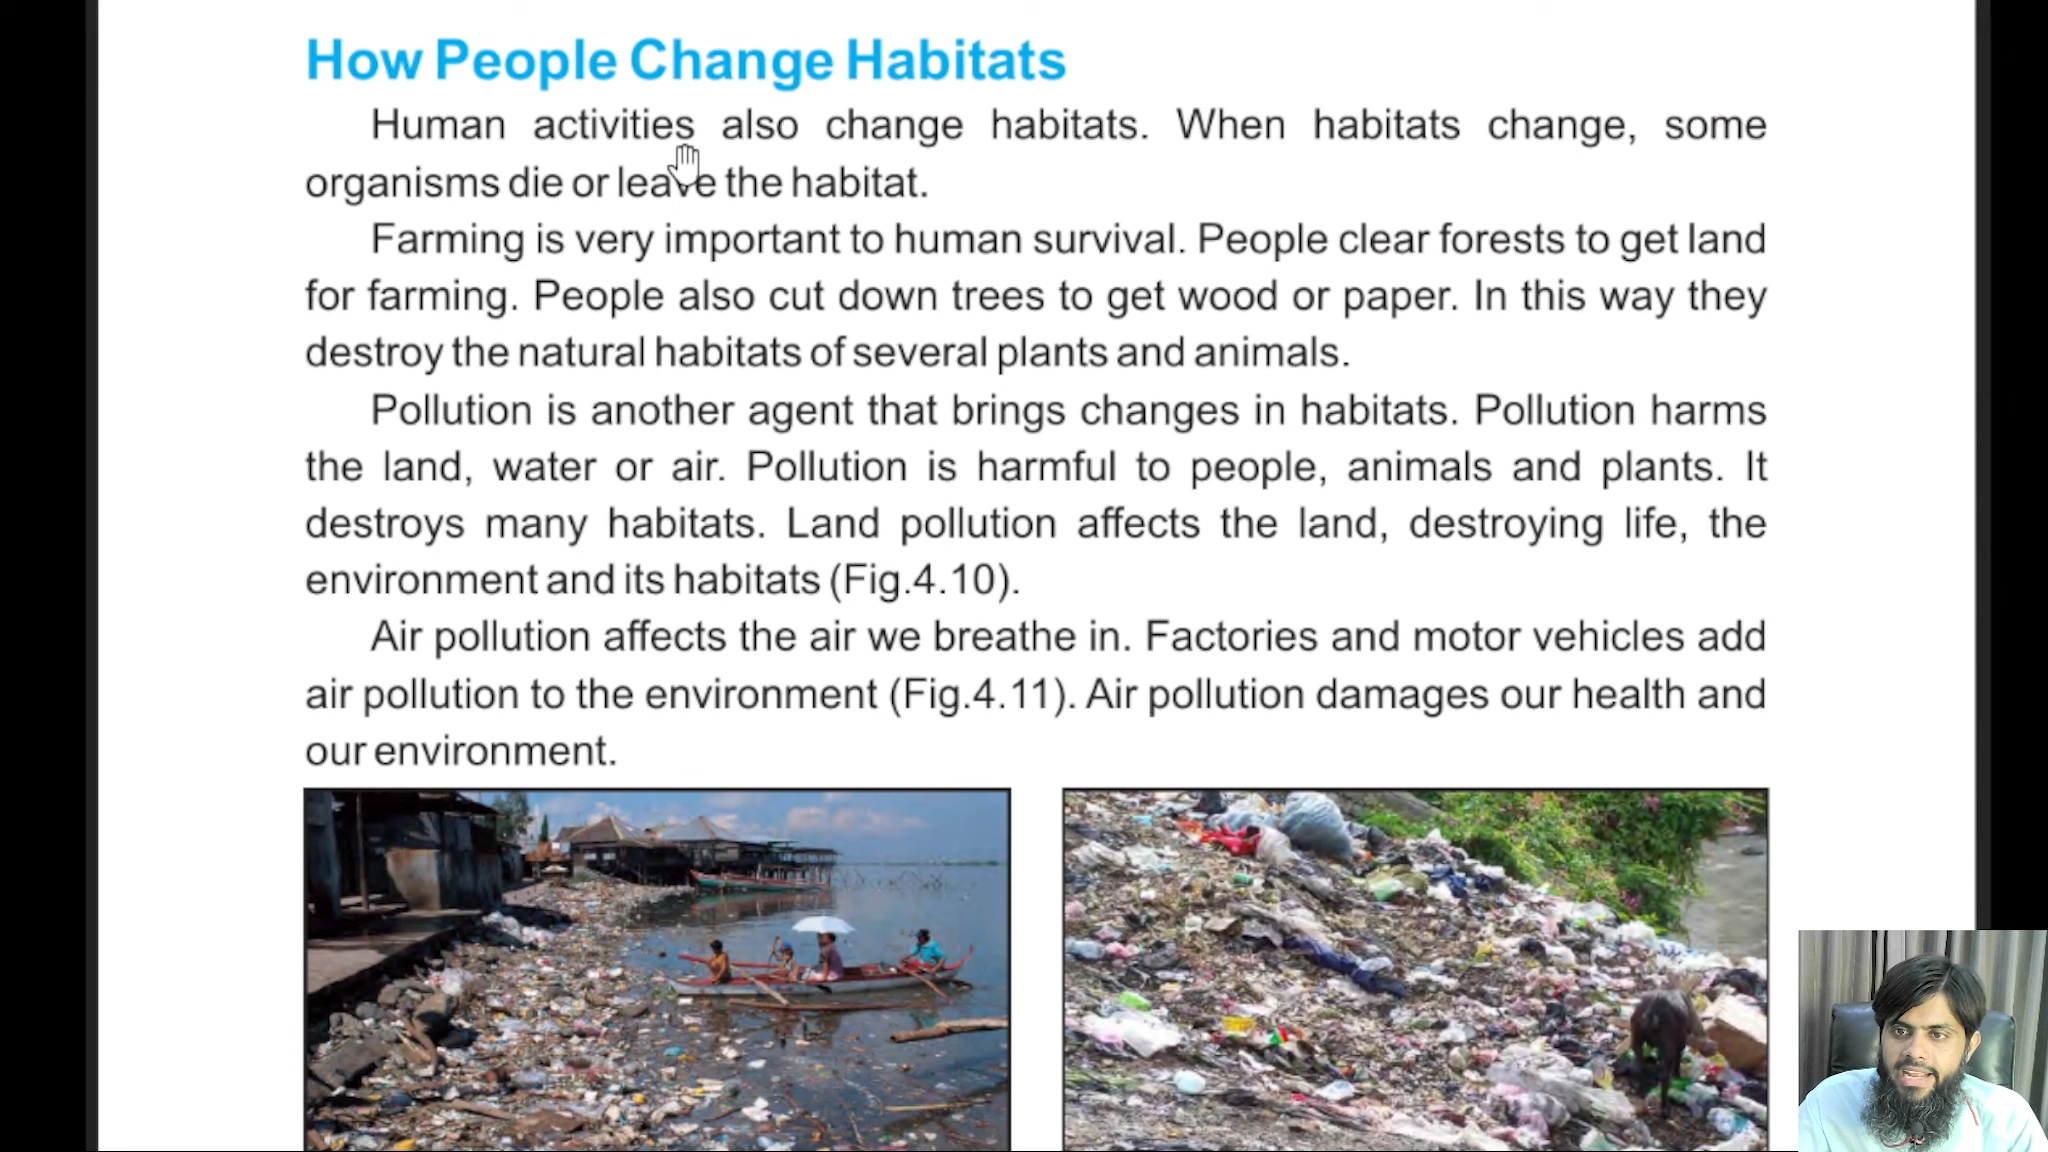 How People Change Habitats
Human activities also change habitats. When habitats change, some
organisms die or leave the habitat.
Farming is very important to human survival. People clear forests to get land
for farming. People also cut down trees to get wood or paper. In this way they
destroy the natural habitats of several plants and animals.
Pollution is another agent that brings changes in habitats. Pollution harms
the land, water or air. Pollution is harmful to people, animals and plants. It
destroys many habitats. Land pollution affects the land, destroying life, the
environment and its habitats (Fig.4.10).
Air pollution affects the air we breathe in. Factories and motor vehicles add
air pollution to the environment (Fig.4.11). Air pollution damages our health and
our environment.